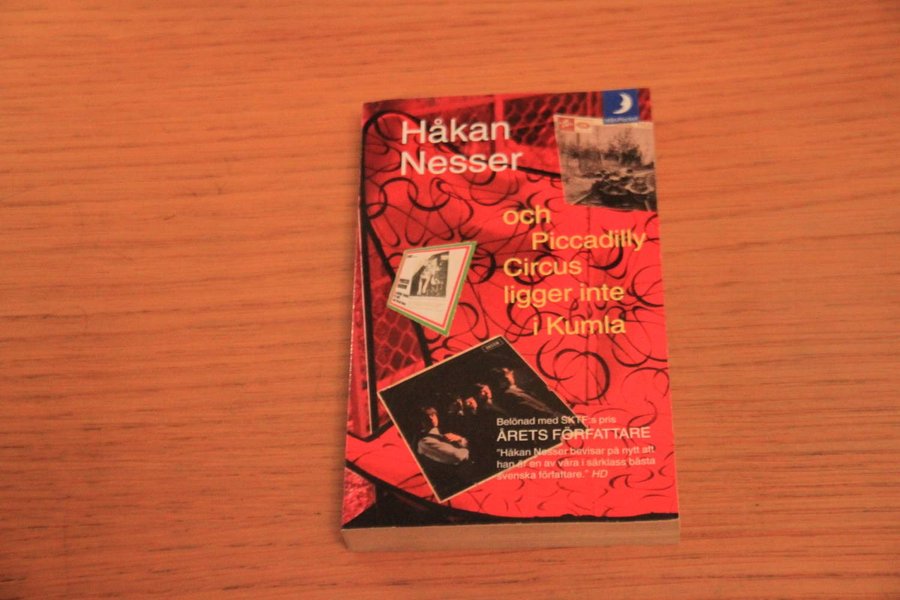 Håkan
Nesser
och
Piccadilly
Circus
ligger inte
i Kumla
Belönad med SKTF:s pris
ÅRETS FÖRFATTARE
"Håkan Nesser bevisar på nytt att
han är en av våra i särklass bästa
svenska författare." HD